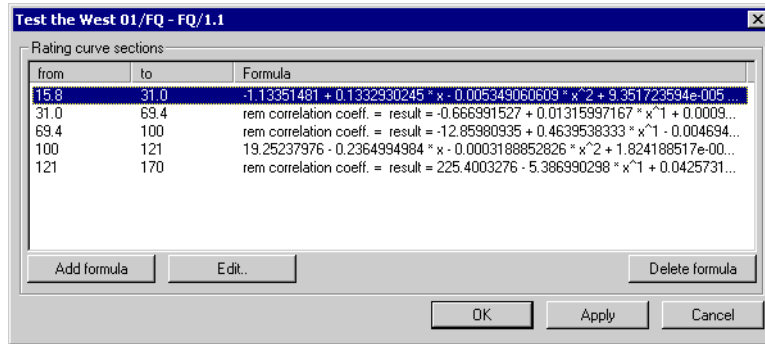 Test the West 01/FQ - FQ/1.1
Rating curve sections
from to Formula
15.8 31.0 -1.13351481 + 0.1332930245 * x - 0.005349060609 * x^2 + 9.351723594e-005 ...
31.0 69.4 rem correlation coeff. = result = -0.666991527 + 0.01315997167 * x^1 + 0.0009...
69.4 100 rem correlation coeff. = result = -12.85980935 + 0.4639538333 * x^1 - 0.004694...
100 121 19.25237976 - 0.2364994984 * x - 0.0003188852826 * x^2 + 1.824188517e-00...
121 170 rem correlation coeff. = result = 225.4003276 - 5.386990298 * x^1 + 0.0425731...
Add formula Edit.. Delete formula
OK Apply Cancel